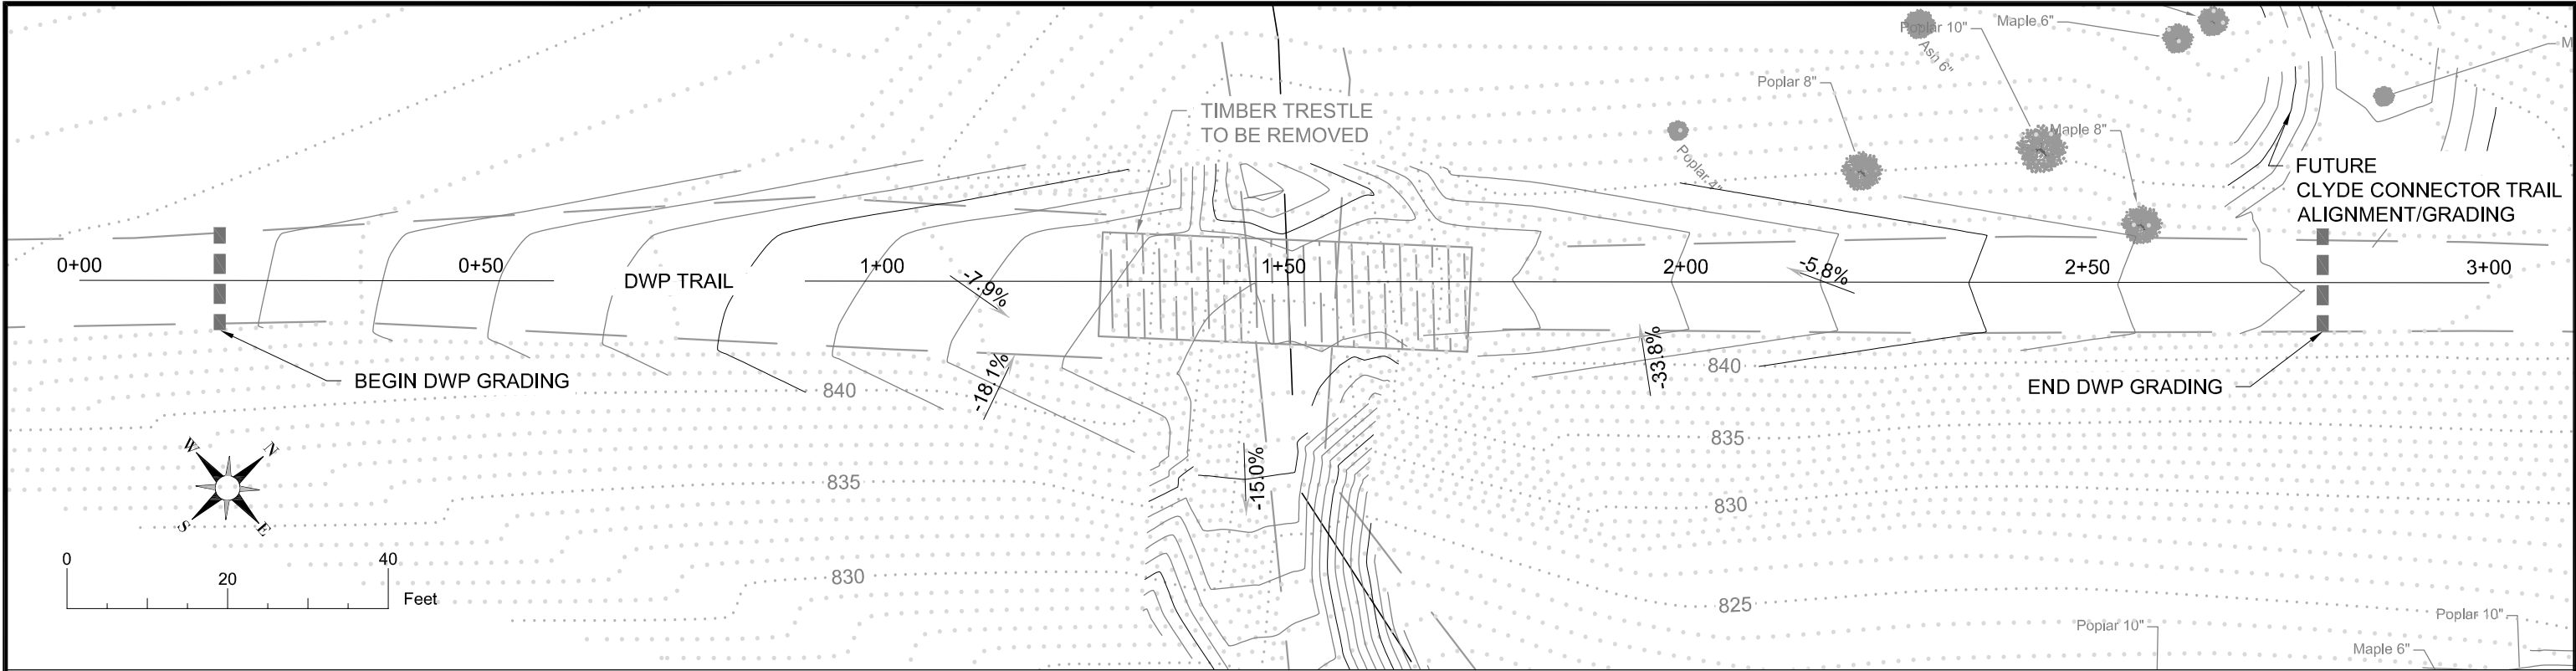 Poplar 10"
Maple 6"
Ash 6"
M
Poplar 8"
TIMBER TRESTLE
TO BE REMOVED
Maple 8"
Poplar 4"
FUTURE
CLYDE CONNECTOR TRAIL
ALIGNMENT/GRADING
0+00
0+50
DWP TRAIL
1+00
-7.9%
1+50
2+00
-5.8%
2+50
3+00
BEGIN DWP GRADING
840
-18.1%
-33.8%
840
END DWP GRADING
W
N
S
E
835
-15.0%
835
830
830
825
0
20
40
Feet
Poplar 10"
Poplar 10"
Maple 6"